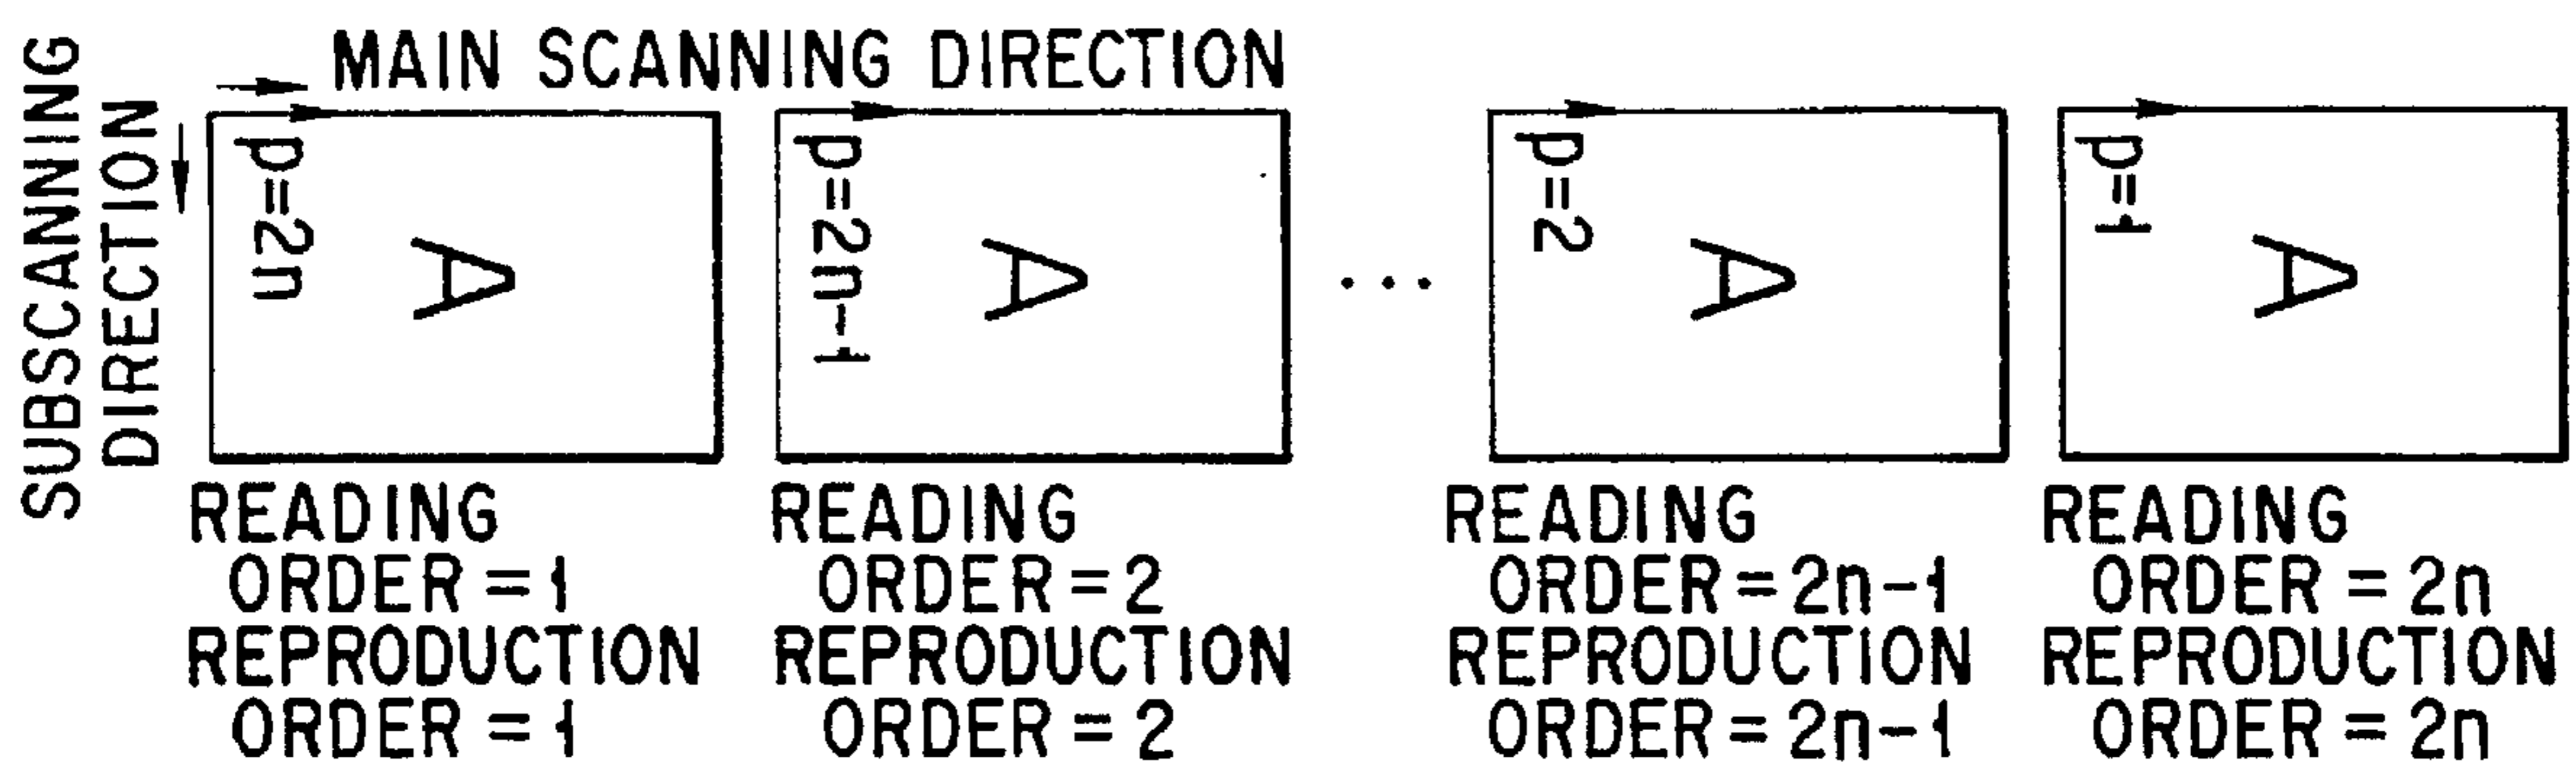 MAIN SCANNING DIRECTION
SUBSCANNING
DIRECTION
p=2n
A
p=2n-1
A
...
p=2
A
p=1
A
READING
ORDER = 1
REPRODUCTION
ORDER = 1
READING
ORDER = 2
REPRODUCTION
ORDER = 2
READING
ORDER = 2n-1
REPRODUCTION
ORDER = 2n-1
READING
ORDER = 2n
REPRODUCTION
ORDER = 2n